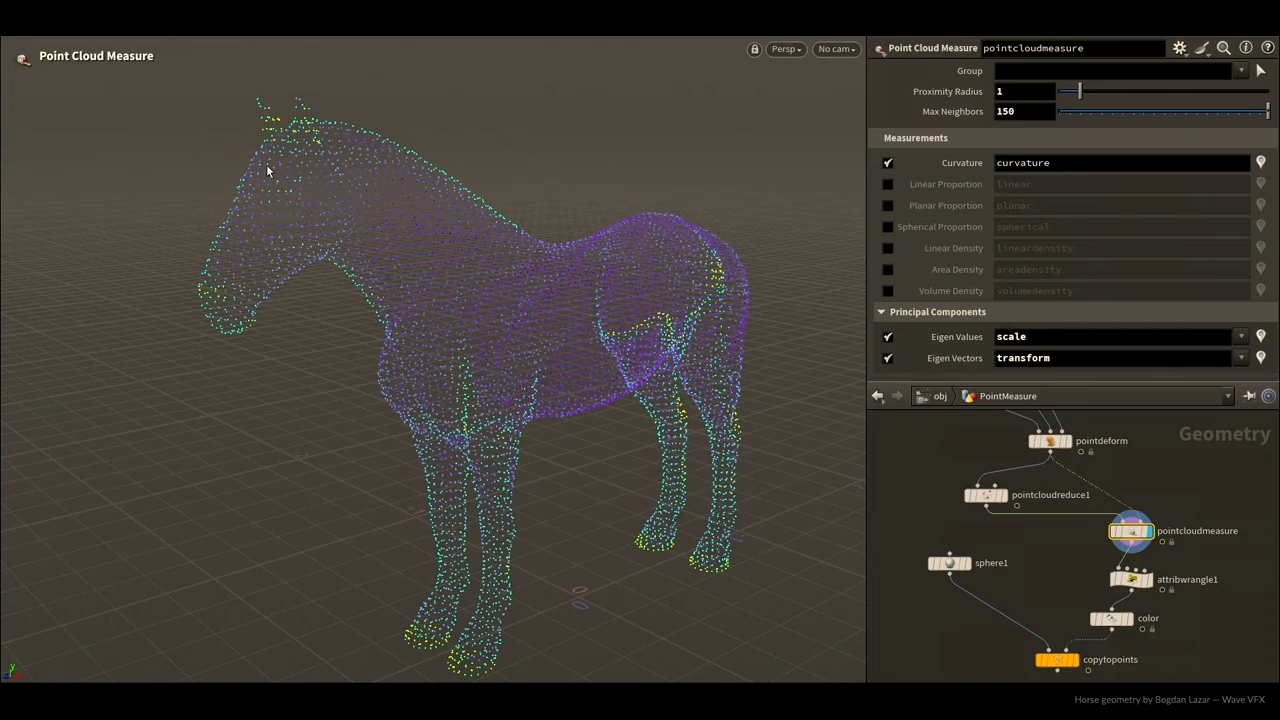 Point Cloud Measure
Persp
No cam
Point Cloud Measure pointcloudmeasure
Group
Proximity Radius 1
Max Neighbors 150
Measurements
Curvature curvature
Linear Proportion linear
Planar Proportion planar
Spherical Proportion spherical
Linear Density lineardensity
Area Density areadensity
Volume Density volumedensity
Principal Components
Eigen Values scale
Eigen Vectors transform
obj PointMeasure
Geometry
pointdeform
pointcloudreduce1
pointcloudmeasure
sphere1
attribwrangle1
color
copytopoints
y
Horse geometry by Bogdan Lazar — Wave VFX